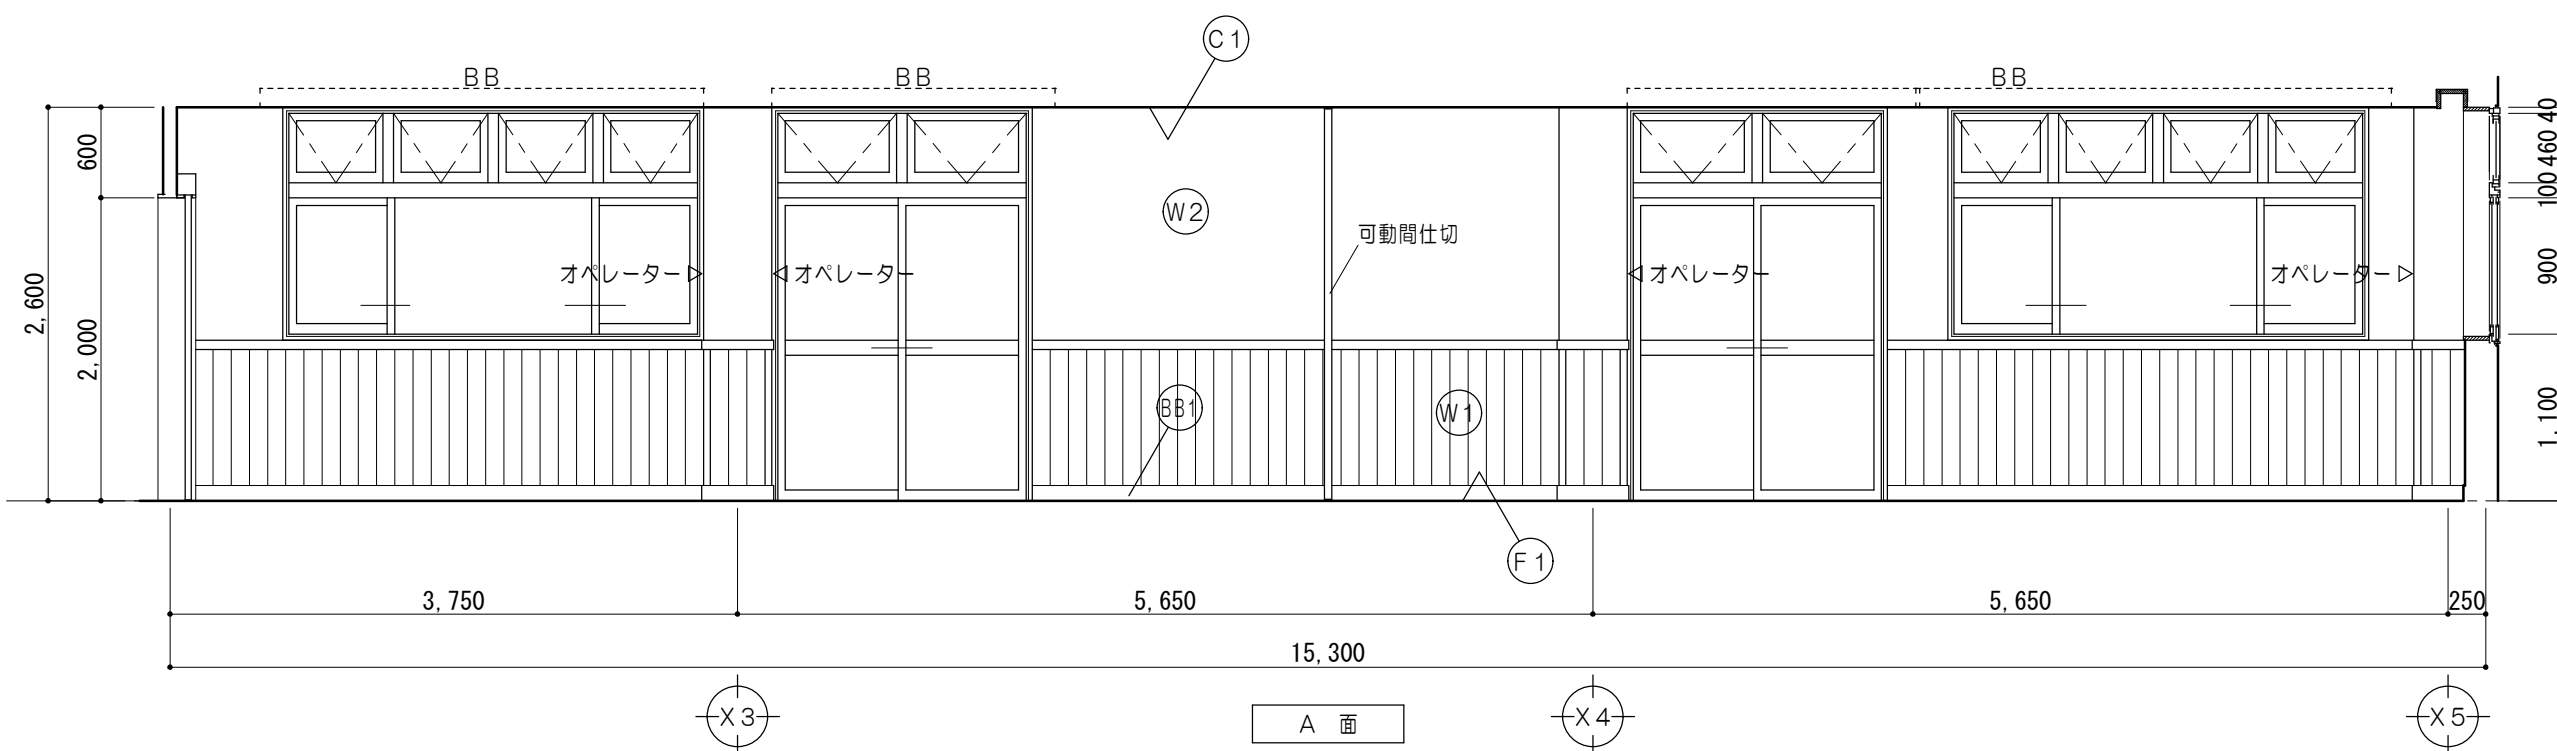 C1
BB
BB
BB
600
2,600
2,000
W2
可動間仕切
オペレーター
オペレーター
オペレーター
オペレーター
BB1
W1
F1
40
460
100
900
1.100
3,750
5,650
5,650
250
15,300
X3
A 面
X4
X5